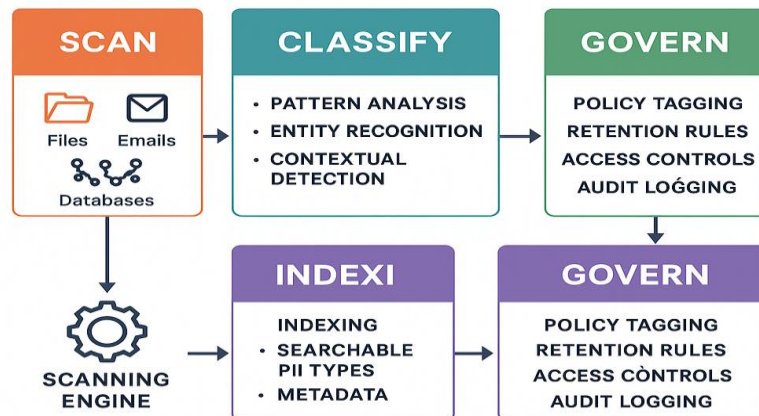 SCAN
Files
Emails
Databases
CLASSIFY
• PATTERN ANALYSIS
• ENTITY RECOGNITION
• CONTEXTUAL
DETECTION
GOVERN
POLICY TAGGING
RETENTION RULES
ACCESS CONTROLS
AUDIT LOǴGING
SCANNING
ENGINE
INDEXI
INDEXING
• SEARCHABLE
PII TYPES
• METADATA
GOVERN
POLICY TAGGING
RETENTION RULES
ACCESS CÒNTROLS
AUDIT LOGGING